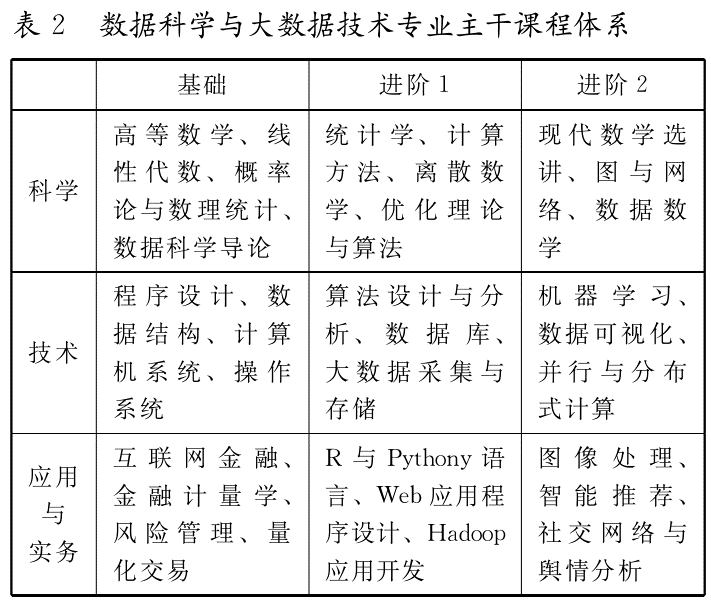 表 2 数据科学与大数据技术专业主干课程体系
基础
进阶 1
进阶 2
科学
高等数学、线
性代数、概率
论与数理统计、
数据科学导论
统计学、计算
方法、离散数
学、优化理论
与算法
现代数学选
讲、图与网
络、数据数
学
技术
程序设计、数
据结构、计算
机系统、操作
系统
算法设计与分
析、数据库、
大数据采集与
存储
机器学习、
数据可视化、
并行与分布
式计算
应用
与
实务
互联网金融、
金融计量学、
风险管理、量
化交易
R 与 Pythony 语
言、Web 应用程
序设计、Hadoop
应用开发
图像处理、
智能推荐、
社交网络与
舆情分析